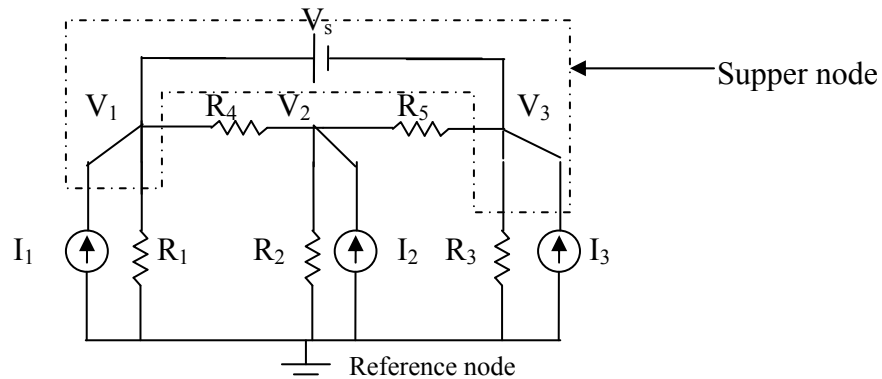 Vs
Supper node
V1 R4 V2 R5 V3
I1 R1 R2 I2 R3 I3
Reference node